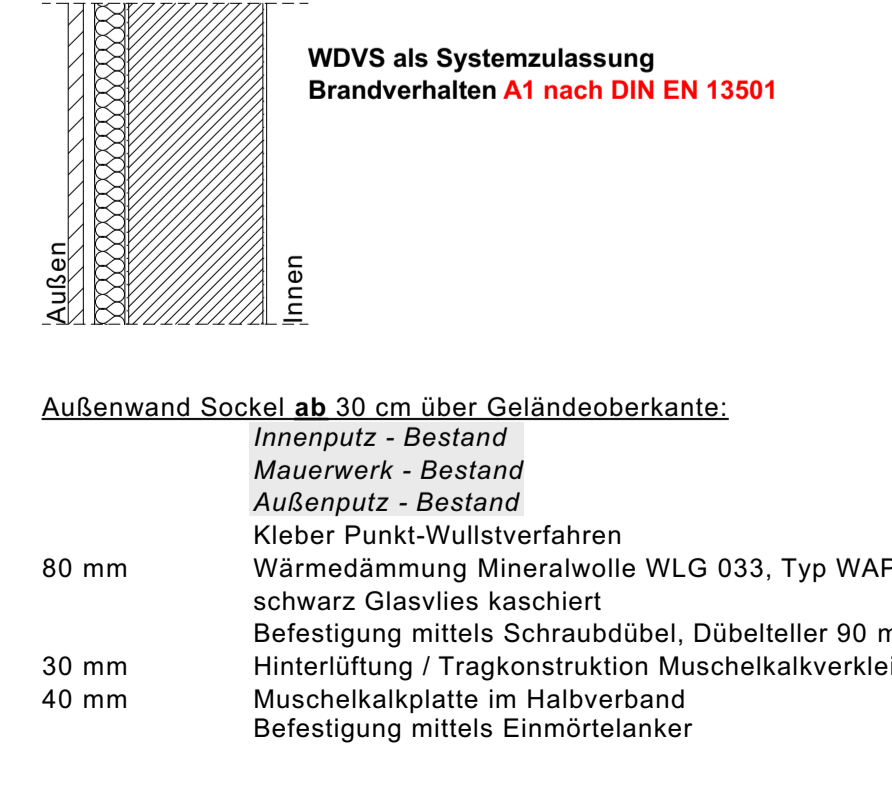 WDVS als Systemzulassung
Brandverhalten A1 nach DIN EN 13501
Außen
Innen
Außenwand Sockel ab 30 cm über Geländeoberkante:
Innenputz - Bestand
Mauerwerk - Bestand
Außenputz - Bestand
Kleber Punkt-Wullstverfahren
80 mm Wärmedämmung Mineralwolle WLG 033, Typ WAP
schwarz Glasvlies kaschiert
Befestigung mittels Schraubdübel, Dübelteller 90 m
30 mm Hinterlüftung / Tragkonstruktion Muschelkalkverklei
40 mm Muschelkalkplatte im Halbverband
Befestigung mittels Einmörtelanker